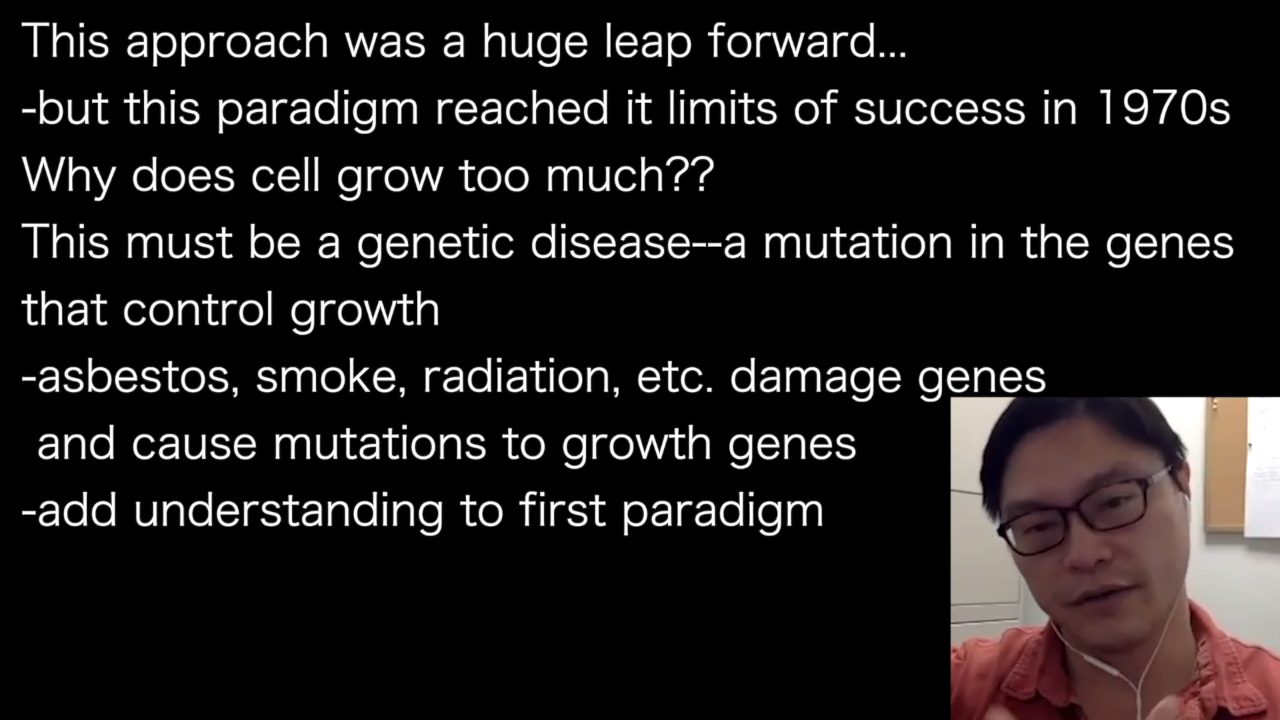 This approach was a huge leap forward...
-but this paradigm reached it limits of success in 1970s
Why does cell grow too much??
This must be a genetic disease--a mutation in the genes
that control growth
-asbestos, smoke, radiation, etc. damage genes
and cause mutations to growth genes
-add understanding to first paradigm